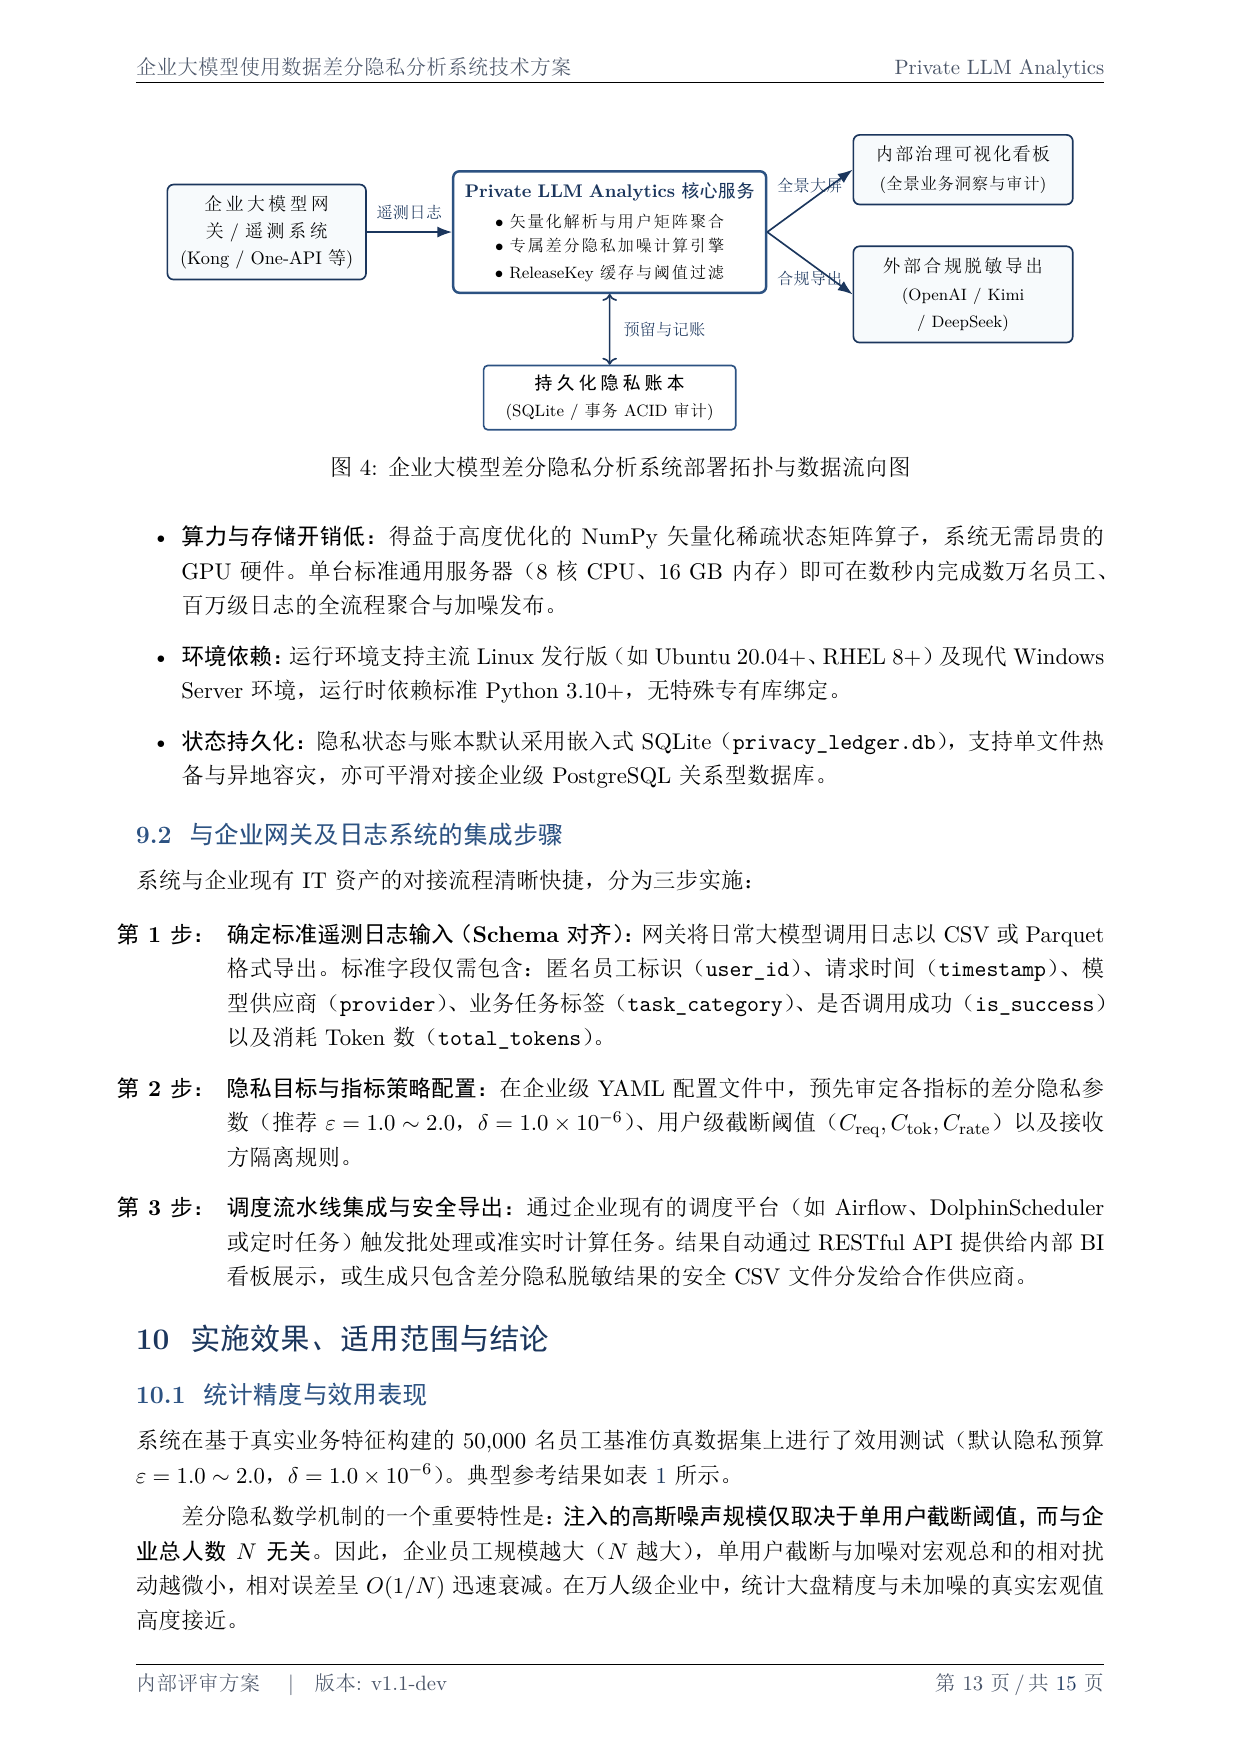 企业大模型使用数据差分隐私分析系统技术方案 Private LLM Analytics
企业大模型网
关 / 遥测系统
(Kong / One-API 等)
遥测日志
Private LLM Analytics 核心服务
• 矢量化解析与用户矩阵聚合
• 专属差分隐私加噪计算引擎
• ReleaseKey 缓存与阈值过滤
全景大屏
合规导出
内部治理可视化看板
(全景业务洞察与审计)
外部合规脱敏导出
(OpenAI / Kimi
/ DeepSeek)
预留与记账
持久化隐私账本
(SQLite / 事务 ACID 审计)
图 4: 企业大模型差分隐私分析系统部署拓扑与数据流向图
• 算力与存储开销低：得益于高度优化的 NumPy 矢量化稀疏状态矩阵算子，系统无需昂贵的
GPU 硬件。单台标准通用服务器（8 核 CPU、16 GB 内存）即可在数秒内完成数万名员工、
百万级日志的全流程聚合与加噪发布。
• 环境依赖：运行环境支持主流 Linux 发行版（如 Ubuntu 20.04+、RHEL 8+）及现代 Windows
Server 环境，运行时依赖标准 Python 3.10+，无特殊专有库绑定。
• 状态持久化：隐私状态与账本默认采用嵌入式 SQLite（privacy_ledger.db），支持单文件热
备与异地容灾，亦可平滑对接企业级 PostgreSQL 关系型数据库。
9.2 与企业网关及日志系统的集成步骤
系统与企业现有 IT 资产的对接流程清晰快捷，分为三步实施：
第 1 步： 确定标准遥测日志输入（Schema 对齐）：网关将日常大模型调用日志以 CSV 或 Parquet
格式导出。标准字段仅需包含：匿名员工标识（user_id）、请求时间（timestamp）、模
型供应商（provider）、业务任务标签（task_category）、是否调用成功（is_success）
以及消耗 Token 数（total_tokens）。
第 2 步： 隐私目标与指标策略配置：在企业级 YAML 配置文件中，预先审定各指标的差分隐私参
数（推荐 ε = 1.0 ∼ 2.0，δ = 1.0 × 10⁻⁶）、用户级截断阈值（C_req, C_tok, C_rate）以及接收
方隔离规则。
第 3 步： 调度流水线集成与安全导出：通过企业现有的调度平台（如 Airflow、DolphinScheduler
或定时任务）触发批处理或准实时计算任务。结果自动通过 RESTful API 提供给内部 BI
看板展示，或生成只包含差分隐私脱敏结果的安全 CSV 文件分发给合作供应商。
10 实施效果、适用范围与结论
10.1 统计精度与效用表现
系统在基于真实业务特征构建的 50,000 名员工基准仿真数据集上进行了效用测试（默认隐私预算
ε = 1.0 ∼ 2.0，δ = 1.0 × 10⁻⁶）。典型参考结果如表 1 所示。
差分隐私数学机制的一个重要特性是：注入的高斯噪声规模仅取决于单用户截断阈值，而与企
业总人数 N 无关。因此，企业员工规模越大（N 越大），单用户截断与加噪对宏观总和的相对扰
动越微小，相对误差呈 O(1/N) 迅速衰减。在万人级企业中，统计大盘精度与未加噪的真实宏观值
高度接近。
内部评审方案 | 版本: v1.1-dev 第 13 页 / 共 15 页